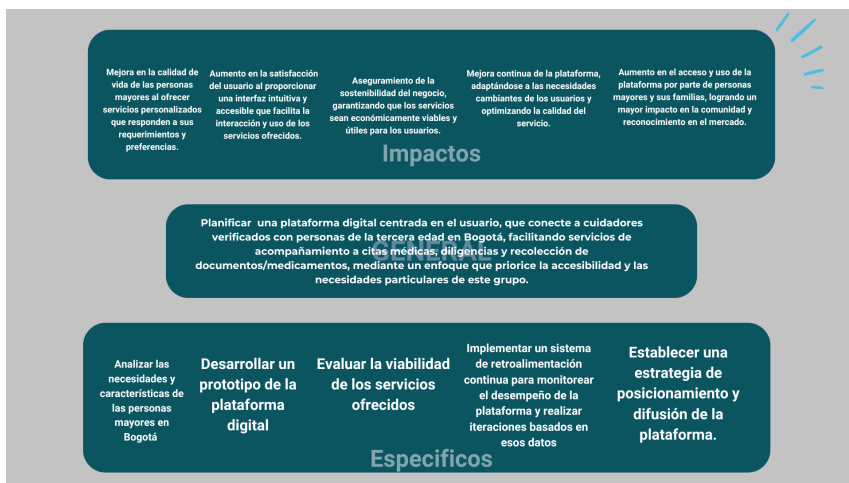 Mejora en la calidad de
vida de las personas
mayores al ofrecer
servicios personalizados
que responden a sus
requerimientos y
preferencias.
Aumento en la satisfacción
del usuario al proporcionar
una interfaz intuitiva y
accesible que facilita la
interacción y uso de los
servicios ofrecidos.
Aseguramiento de la
sostenibilidad del negocio,
garantizando que los servicios
sean económicamente viables y
útiles para los usuarios.
Mejora continua de la plataforma,
adaptándose a las necesidades
cambiantes de los usuarios y
optimizando la calidad del
servicio.
Aumento en el acceso y uso de la
plataforma por parte de personas
mayores y sus familias, logrando un
mayor impacto en la comunidad y
reconocimiento en el mercado.
Impactos
Planificar una plataforma digital centrada en el usuario, que conecte a cuidadores
verificados con personas de la tercera edad en Bogotá, facilitando servicios de
acompañamiento a citas médicas, diligencias y recolección de
documentos/medicamentos, mediante un enfoque que priorice la accesibilidad y las
necesidades particulares de este grupo.
GENERAL
Analizar las
necesidades y
características de
las personas
mayores en
Bogotá
Desarrollar un
prototipo de la
plataforma
digital
Evaluar la viabilidad
de los servicios
ofrecidos
Implementar un sistema
de retroalimentación
continua para monitorear
el desempeño de la
plataforma y realizar
iteraciones basados en
esos datos
Establecer una
estrategia de
posicionamiento y
difusión de la
plataforma.
Especificos